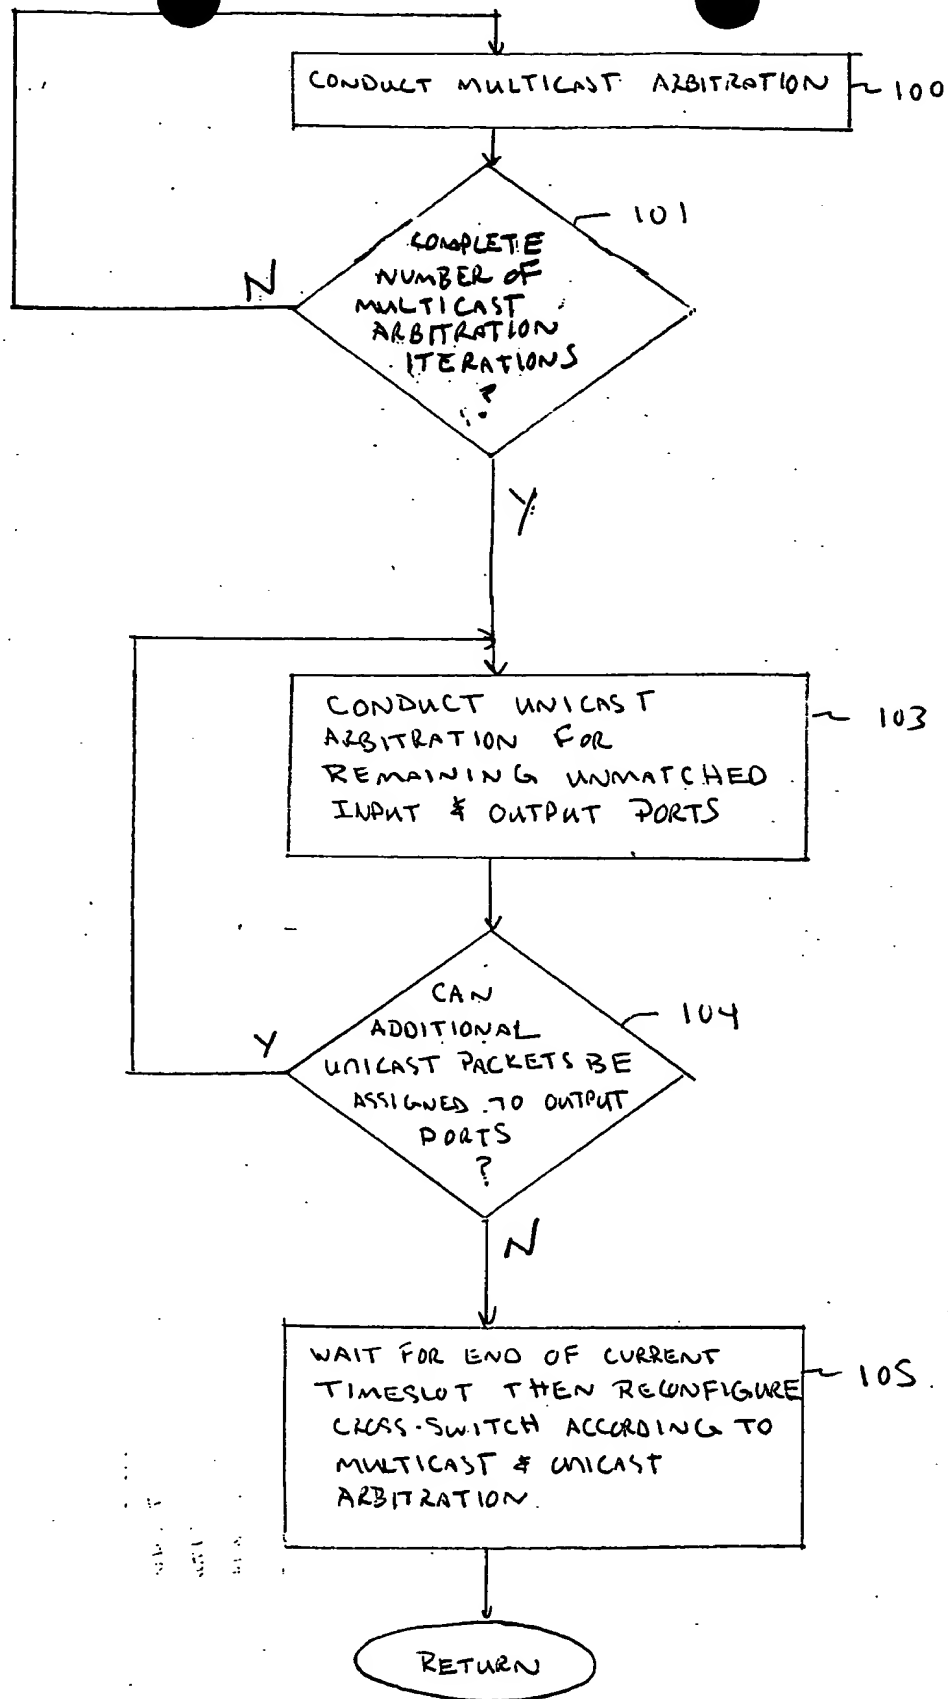 CONDUCT MULTICAST ARBITRATION
100
101
COMPLETE
NUMBER OF
MULTICAST
ARBITRATION
ITERATIONS
?
N
Y
CONDUCT UNICAST
ARBITRATION FOR
REMAINING UNMATCHED
INPUT & OUTPUT PORTS
103
CAN
ADDITIONAL
UNICAST PACKETS BE
ASSIGNED TO OUTPUT
PORTS
?
104
Y
N
WAIT FOR END OF CURRENT
TIMESLOT THEN RECONFIGURE
CROSS-SWITCH ACCORDING TO
MULTICAST & UNICAST
ARBITRATION.
105
RETURN